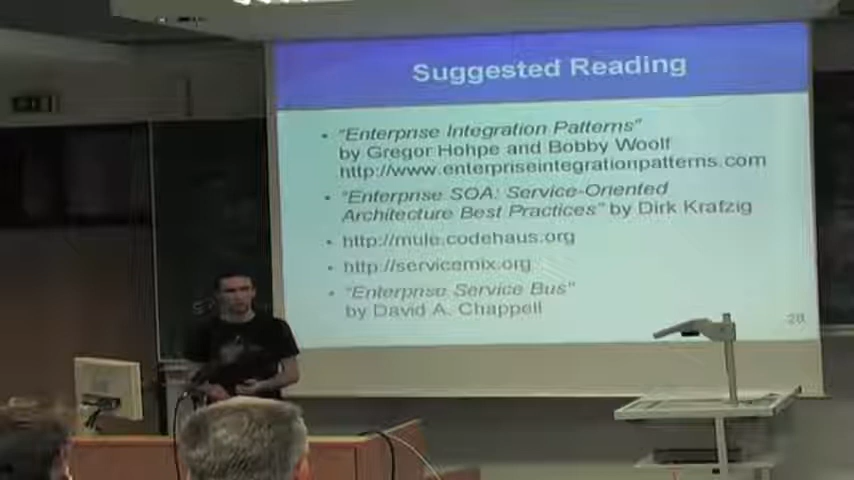 Suggested Reading
• "Enterprise Integration Patterns"
by Gregor Hohpe and Bobby Woolf
http://www.enterpriseintegrationpatterns.com
• "Enterprise SOA: Service-Oriented
Architecture Best Practices" by Dirk Krafzig
• http://mule.codehaus.org
• http://servicemix.org
• "Enterprise Service Bus"
by David A. Chappell
28